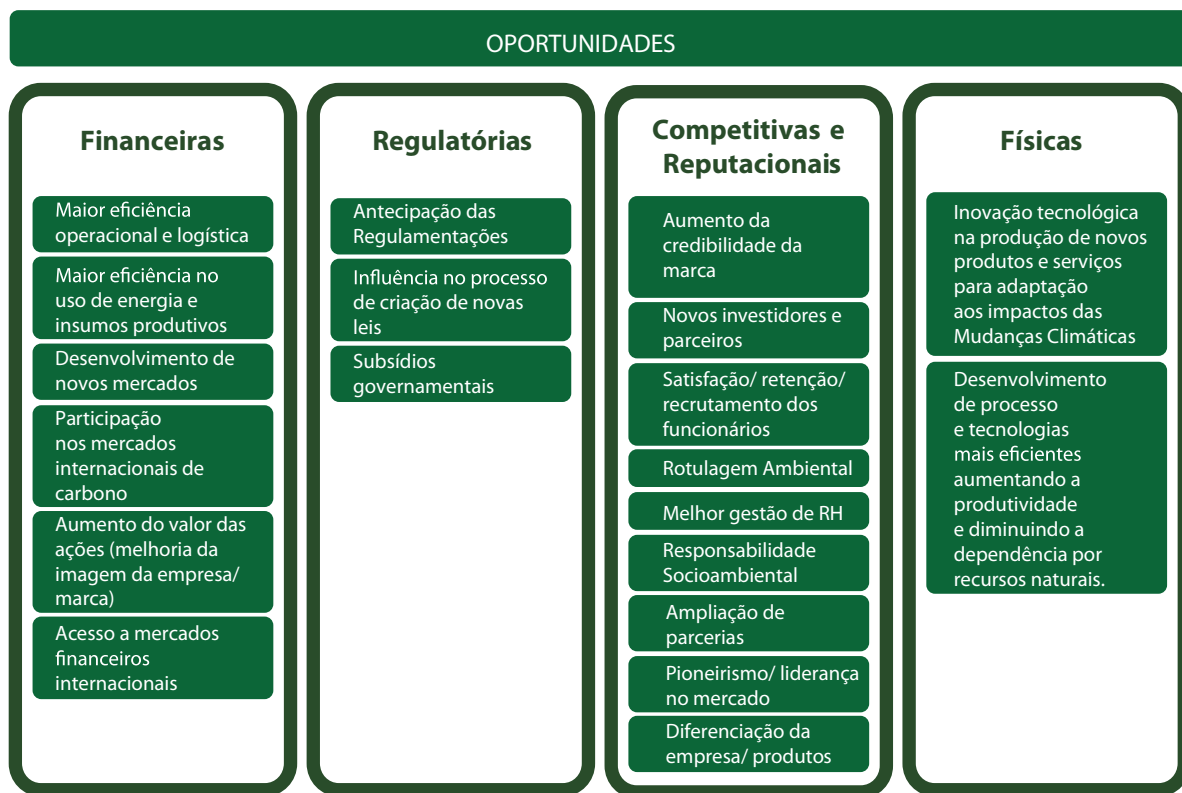 OPORTUNIDADES
Financeiras
Maior eficiência
operacional e logística
Maior eficiência no
uso de energia e
insumos produtivos
Desenvolvimento de
novos mercados
Participação
nos mercados
internacionais de
carbono
Aumento do valor das
ações (melhoria da
imagem da empresa/
marca)
Acesso a mercados
financeiros
internacionais
Regulatórias
Antecipação das
Regulamentações
Influência no processo
de criação de novas
leis
Subsídios
governamentais
Competitivas e
Reputacionais
Aumento da
credibilidade da
marca
Novos investidores e
parceiros
Satisfação/ retenção/
recrutamento dos
funcionários
Rotulagem Ambiental
Melhor gestão de RH
Responsabilidade
Socioambiental
Ampliação de
parcerias
Pioneirismo/ liderança
no mercado
Diferenciação da
empresa/ produtos
Físicas
Inovação tecnológica
na produção de novos
produtos e serviços
para adaptação
aos impactos das
Mudanças Climáticas
Desenvolvimento
de processo
e tecnologias
mais eficientes
aumentando a
produtividade
e diminuindo a
dependência por
recursos naturais.